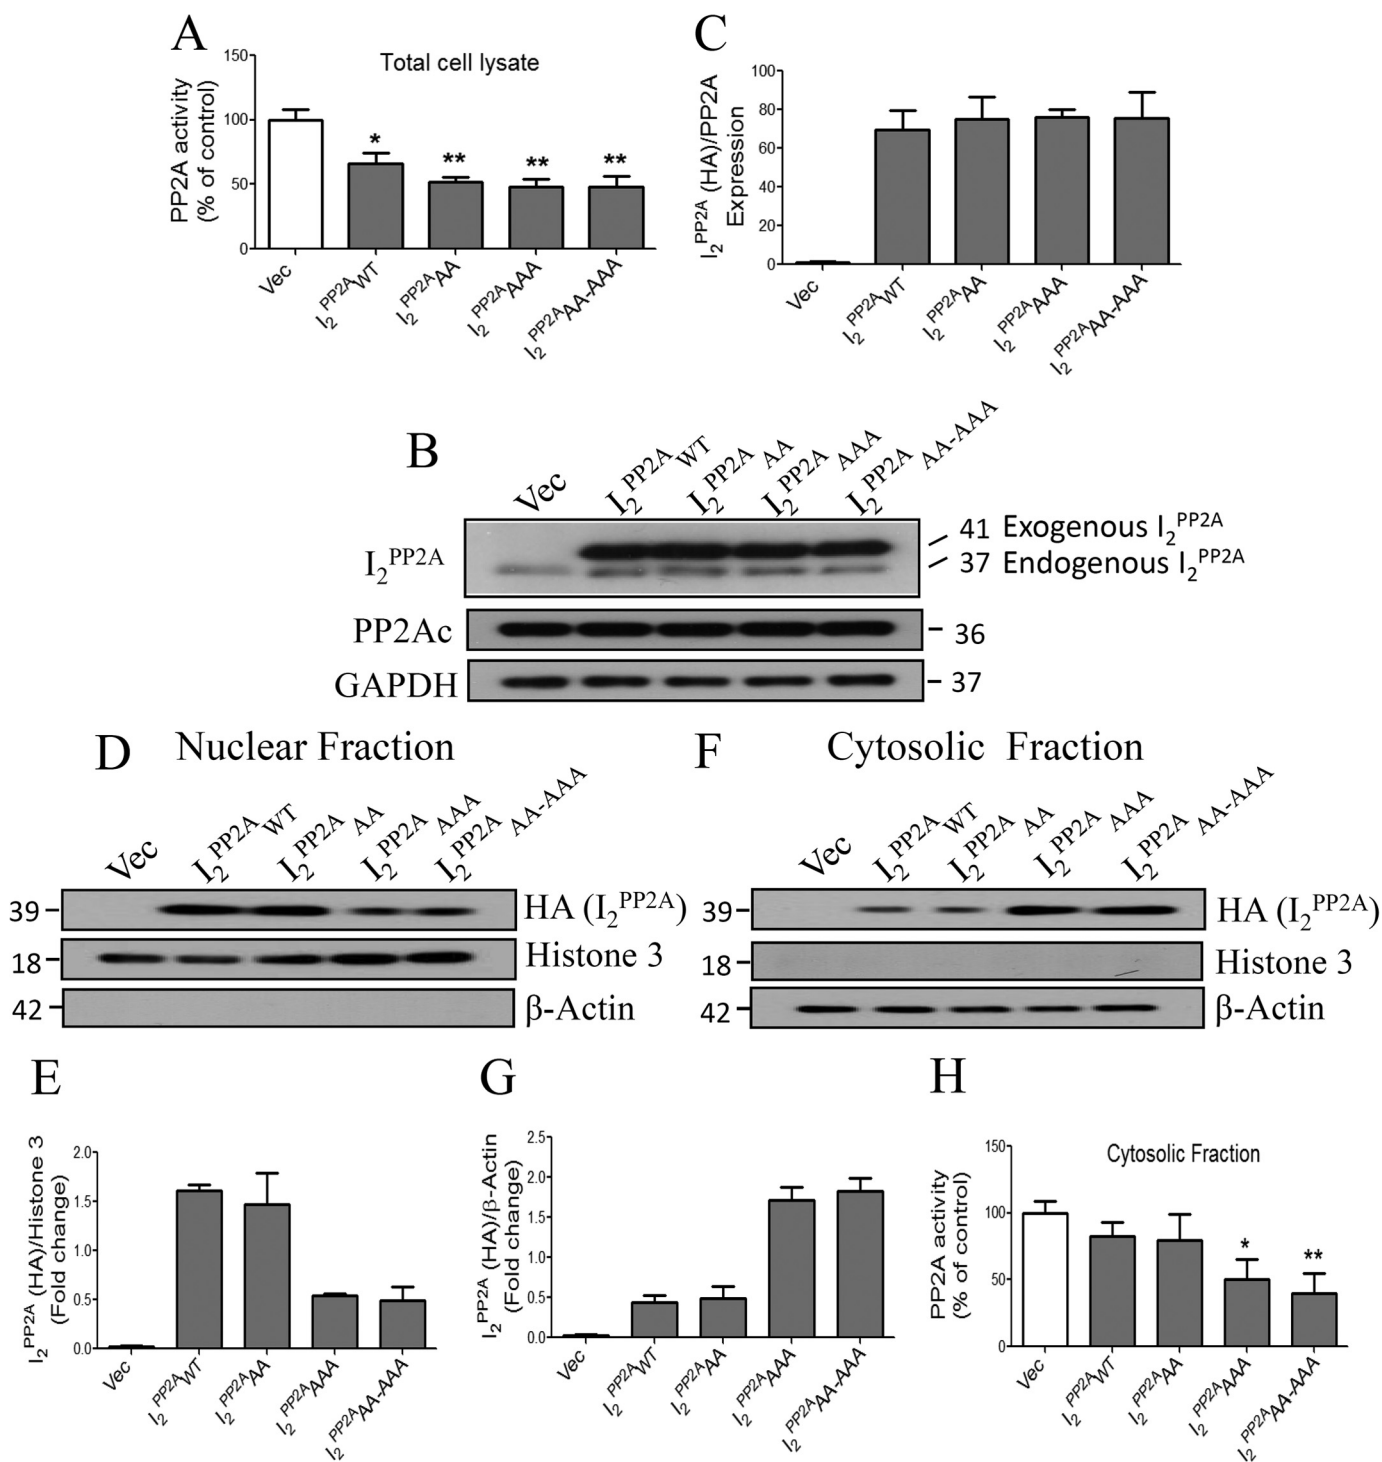 A
Total cell lysate
PP2A activity
(% of control)
150
100
50
0
*
**
**
**
Vec
I₂ᴾᴾ²ᴬWT
I₂ᴾᴾ²ᴬAA
I₂ᴾᴾ²ᴬAAA
I₂ᴾᴾ²ᴬAA-AAA
C
I₂ᴾᴾ²ᴬ (HA)/PP2A
Expression
100
80
60
40
20
0
Vec
I₂ᴾᴾ²ᴬWT
I₂ᴾᴾ²ᴬAA
I₂ᴾᴾ²ᴬAAA
I₂ᴾᴾ²ᴬAA-AAA
B
Vec
I₂ᴾᴾ²ᴬ WT
I₂ᴾᴾ²ᴬ AA
I₂ᴾᴾ²ᴬ AAA
I₂ᴾᴾ²ᴬ AA-AAA
I₂ᴾᴾ²ᴬ
41 Exogenous I₂ᴾᴾ²ᴬ
37 Endogenous I₂ᴾᴾ²ᴬ
PP2Ac
36
GAPDH
37
D
Nuclear Fraction
Vec
I₂ᴾᴾ²ᴬ WT
I₂ᴾᴾ²ᴬ AA
I₂ᴾᴾ²ᴬ AAA
I₂ᴾᴾ²ᴬ AA-AAA
39
HA (I₂ᴾᴾ²ᴬ)
18
Histone 3
42
β-Actin
F
Cytosolic Fraction
Vec
I₂ᴾᴾ²ᴬ WT
I₂ᴾᴾ²ᴬ AA
I₂ᴾᴾ²ᴬ AAA
I₂ᴾᴾ²ᴬ AA-AAA
39
HA (I₂ᴾᴾ²ᴬ)
18
Histone 3
42
β-Actin
E
I₂ᴾᴾ²ᴬ (HA)/Histone 3
(Fold change)
2.0
1.5
1.0
0.5
0.0
Vec
I₂ᴾᴾ²ᴬWT
I₂ᴾᴾ²ᴬAA
I₂ᴾᴾ²ᴬAAA
I₂ᴾᴾ²ᴬAA-AAA
G
I₂ᴾᴾ²ᴬ (HA)/β-Actin
(Fold change)
2.5
2.0
1.5
1.0
0.5
0.0
Vec
I₂ᴾᴾ²ᴬWT
I₂ᴾᴾ²ᴬAA
I₂ᴾᴾ²ᴬAAA
I₂ᴾᴾ²ᴬAA-AAA
H
Cytosolic Fraction
PP2A activity
(% of control)
150
100
50
0
*
**
Vec
I₂ᴾᴾ²ᴬWT
I₂ᴾᴾ²ᴬAA
I₂ᴾᴾ²ᴬAAA
I₂ᴾᴾ²ᴬAA-AAA